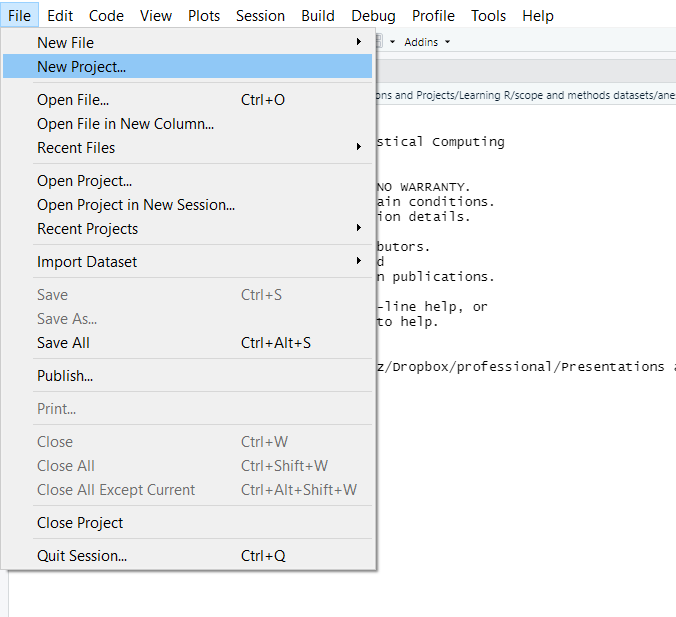 File Edit Code View Plots Session Build Debug Profile Tools Help
New File
Addins
New Project...
ons and Projects/Learning R/scope and methods datasets/ane
Open File... Ctrl+O
Open File in New Column...
stical Computing
Recent Files
Open Project...
NO WARRANTY.
Open Project in New Session...
ain conditions.
ion details.
Recent Projects
butors.
Import Dataset
d
n publications.
Save Ctrl+S
-line help, or
Save As...
to help.
Save All Ctrl+Alt+S
z/Dropbox/professional/Presentations a
Publish...
Print...
Close Ctrl+W
Close All Ctrl+Shift+W
Close All Except Current Ctrl+Alt+Shift+W
Close Project
Quit Session... Ctrl+Q